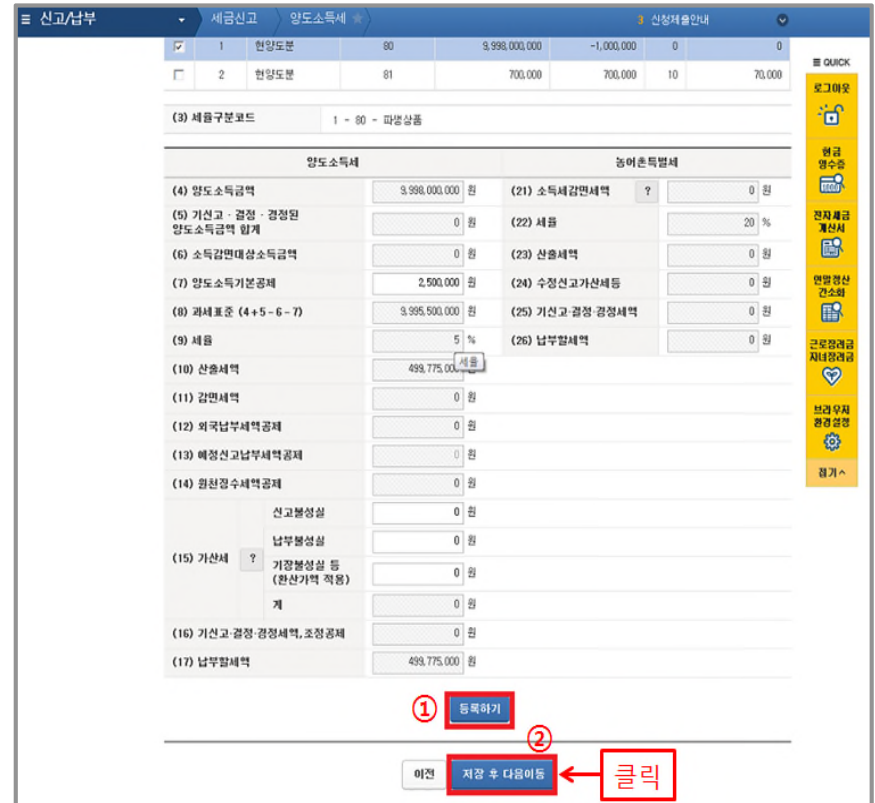 ≡ 신고/납부
세금신고
양도소득세 ★
3 신청제출안내
1 현양도분 80 9,998,000,000 -1,000,000 0 0
2 현양도분 81 700,000 700,000 10 70,000
(3) 세율구분코드 1 - 80 - 파생상품
양도소득세 농어촌특별세
(4) 양도소득금액 9,998,000,000 원 (21) 소득세감면세액 ? 0 원
(5) 기신고 · 결정 · 경정된
양도소득금액 합계 0 원 (22) 세율 20 %
(6) 소득감면대상소득금액 0 원 (23) 산출세액 0 원
(7) 양도소득기본공제 2,500,000 원 (24) 수정신고가산세등 0 원
(8) 과세표준 (4+5-6-7) 9,995,500,000 원 (25) 기신고·결정·경정세액 0 원
(9) 세율 5 % (26) 납부할세액 0 원
세율
(10) 산출세액 499,775,000
(11) 감면세액 0 원
(12) 외국납부세액공제 0 원
(13) 예정신고납부세액공제 0 원
(14) 원천징수세액공제 0 원
(15) 가산세 ?
신고불성실 0 원
납부불성실 0 원
기장불성실 등
(환산가액 적용) 0 원
계 0 원
(16) 기신고·결정·경정세액,조정공제 0 원
(17) 납부할세액 499,775,000 원
① 등록하기
②
이전 저장 후 다음이동 클릭
≡ QUICK
로그아웃
현금
영수증
전자세금
계산서
연말정산
간소화
근로장려금
자녀장려금
브라우저
환경설정
접기 ^